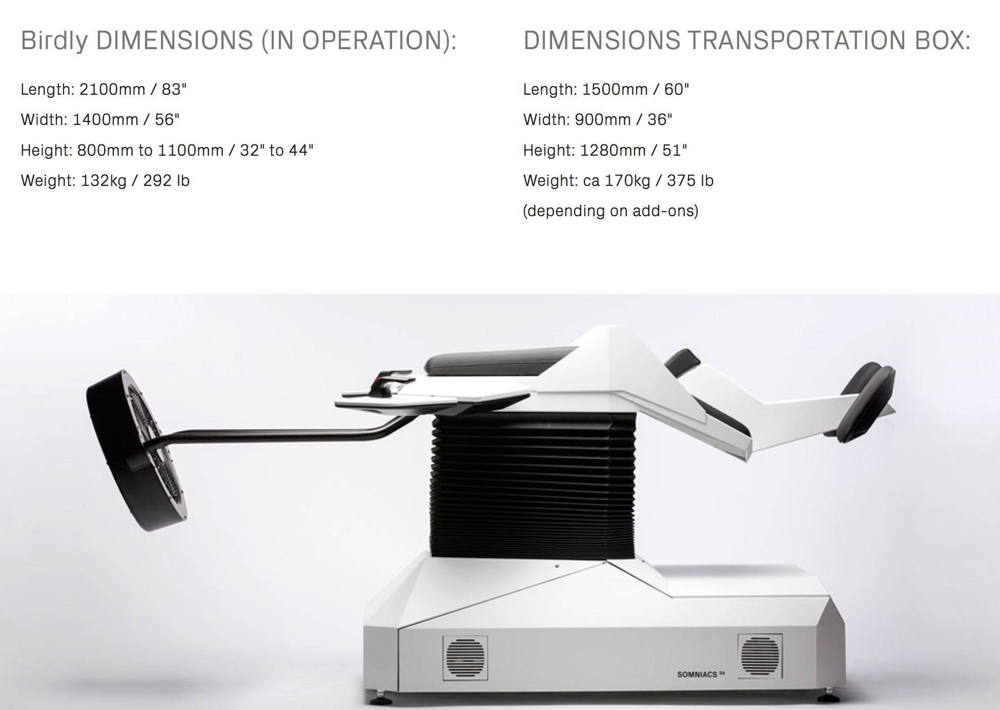 Birdly DIMENSIONS (IN OPERATION):
Length: 2100mm / 83"
Width: 1400mm / 56"
Height: 800mm to 1100mm / 32" to 44"
Weight: 132kg / 292 lb
DIMENSIONS TRANSPORTATION BOX:
Length: 1500mm / 60"
Width: 900mm / 36"
Height: 1280mm / 51"
Weight: ca 170kg / 375 lb
(depending on add-ons)
SOMNIACS SA